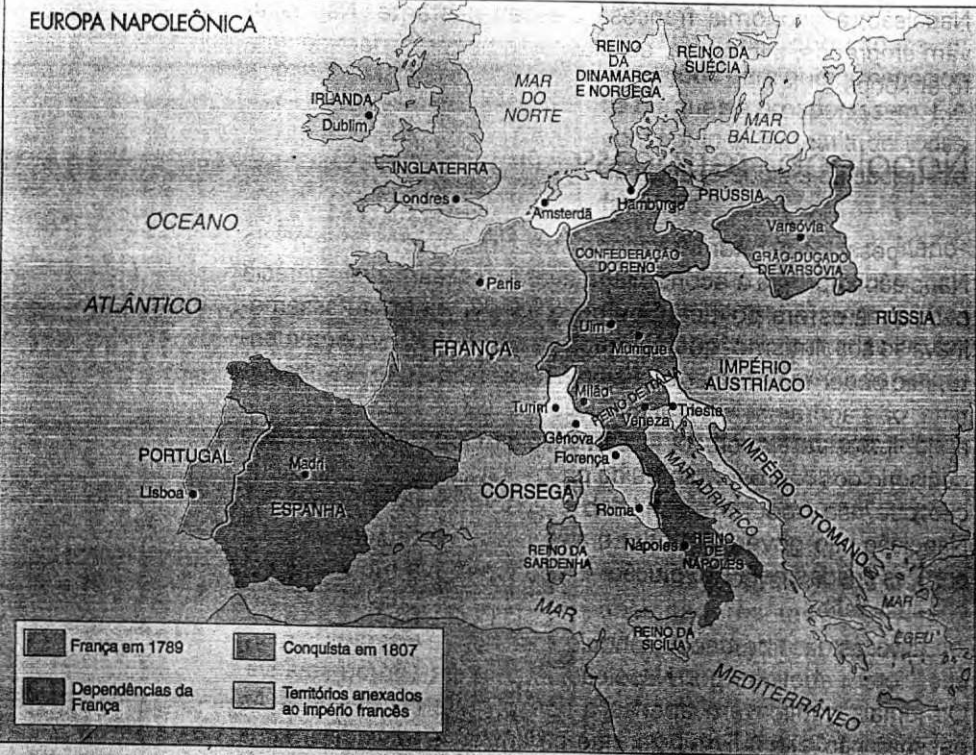 EUROPA NAPOLEÔNICA
IRLANDA
Dublim
INGLATERRA
Londres
MAR
DO
NORTE
REINO
DA
DINAMARCA
E NORUEGA
REINO DA
SUÉCIA
MAR
BÁLTICO
OCEANO
ATLÂNTICO
Amsterdã
Hamburgo
PRÚSSIA
Varsóvia
GRÃO-DUCADO
DE VARSÓVIA
CONFEDERAÇÃO
DO RENO
Paris
FRANÇA
Ulm
Munique
RÚSSIA
IMPÉRIO
AUSTRÍACO
Milão
REINO DE ITÁLIA
Turim
Veneza
Trieste
Gênova
Florença
PORTUGAL
Lisboa
Madri
ESPANHA
CÓRSEGA
Roma
MAR ADRIÁTICO
IMPÉRIO OTOMANOS
Nápoles
REINO
DE
NÁPOLES
REINO DA
SARDENHA
MAR
EGEU
MAR
MEDITERRÂNEO
REINO DA
SICÍLIA
França em 1789
Conquista em 1807
Dependências da
França
Territórios anexados
ao império francês